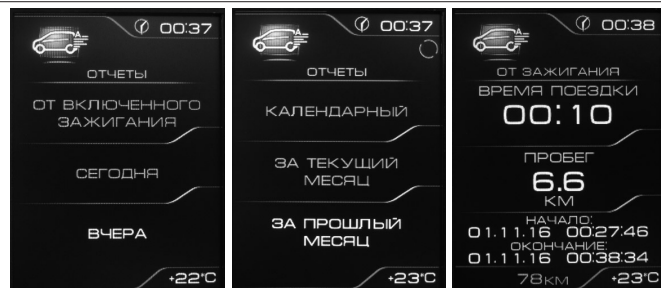 00:37
ОТЧЕТЫ
ОТ ВКЛЮЧЕННОГО
ЗАЖИГАНИЯ
СЕГОДНЯ
ВЧЕРА
+22°C
00:37
ОТЧЕТЫ
КАЛЕНДАРНЫЙ
ЗА ТЕКУЩИЙ
МЕСЯЦ
ЗА ПРОШЛЫЙ
МЕСЯЦ
+23°C
00:38
ОТ ЗАЖИГАНИЯ
ВРЕМЯ ПОЕЗДКИ
00:10
ПРОБЕГ
6.6
КМ
НАЧАЛО:
01.11.16 00:27:46
ОКОНЧАНИЕ:
01.11.16 00:38:34
78КМ +23°C